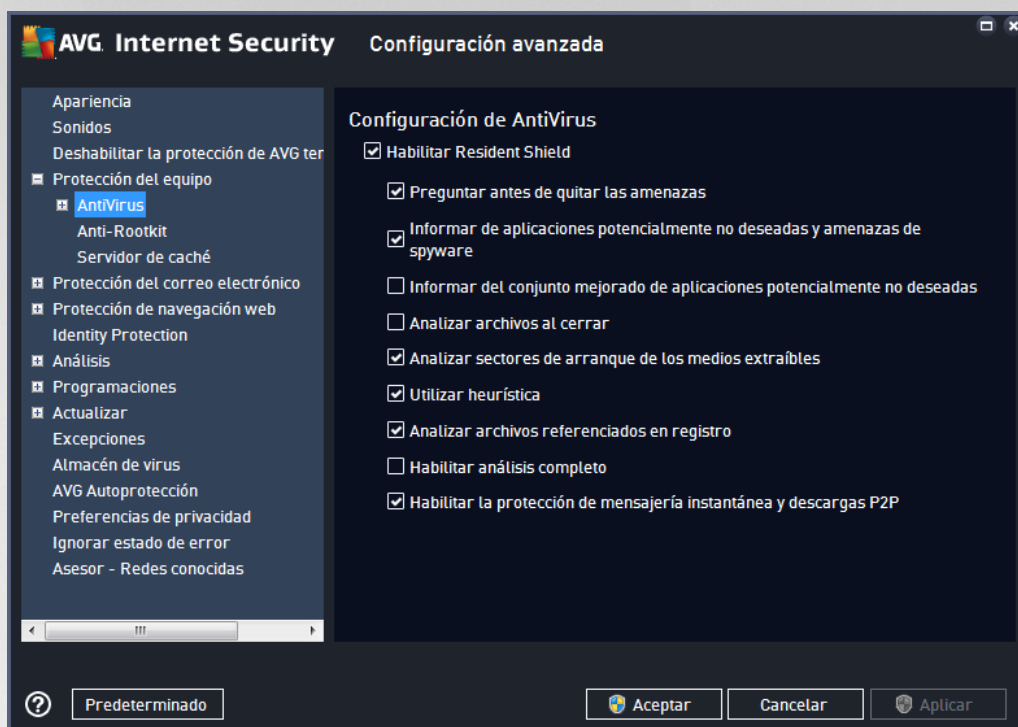 AVG. Internet Security
Configuración avanzada
Apariencia
Sonidos
Deshabilitar la protección de AVG ter
Protección del equipo
AntiVirus
Anti-Rootkit
Servidor de caché
Protección del correo electrónico
Protección de navegación web
Identity Protection
Análisis
Programaciones
Actualizar
Excepciones
Almacén de virus
AVG Autoprotección
Preferencias de privacidad
Ignorar estado de error
Asesor - Redes conocidas
Configuración de AntiVirus
Habilitar Resident Shield
Preguntar antes de quitar las amenazas
Informar de aplicaciones potencialmente no deseadas y amenazas de
spyware
Informar del conjunto mejorado de aplicaciones potencialmente no deseadas
Analizar archivos al cerrar
Analizar sectores de arranque de los medios extraíbles
Utilizar heurística
Analizar archivos referenciados en registro
Habilitar análisis completo
Habilitar la protección de mensajería instantánea y descargas P2P
?
Predeterminado
Aceptar
Cancelar
Aplicar